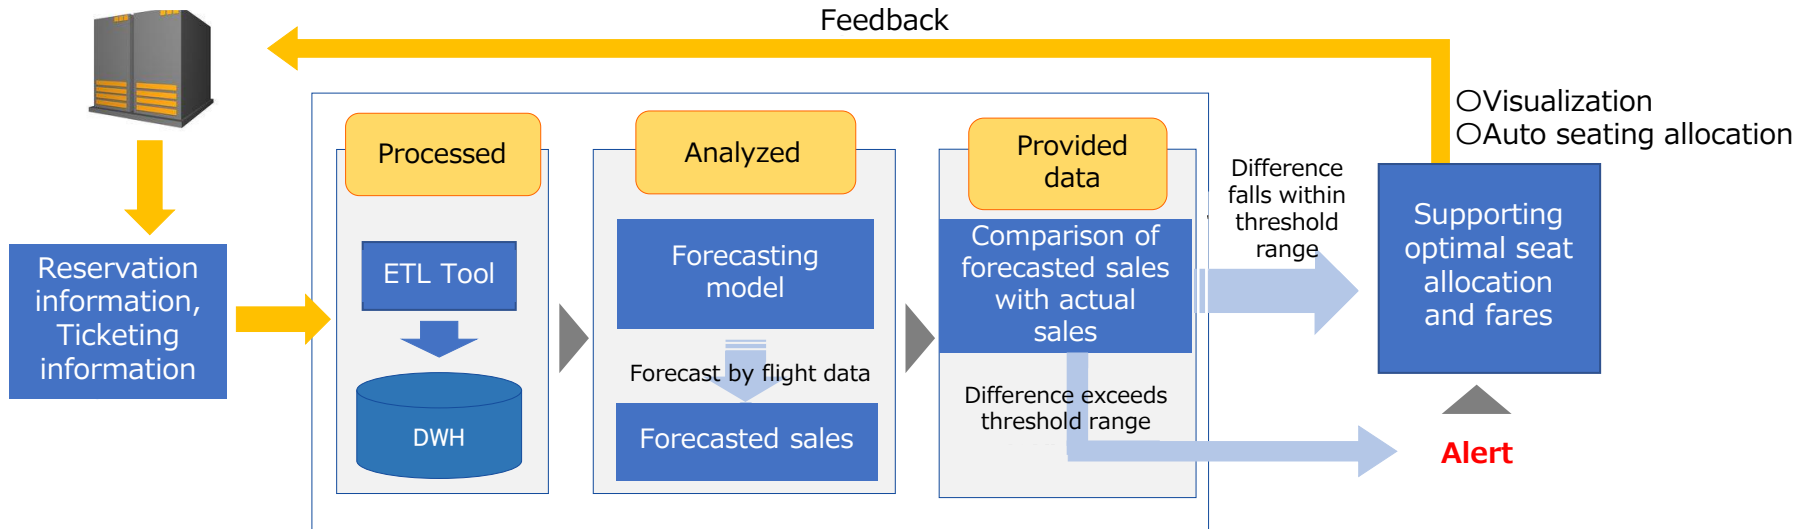 Feedback
〇Visualization
〇Auto seating allocation
Reservation
information,
Ticketing
information
Processed
ETL Tool
DWH
Analyzed
Forecasting
model
Forecast by flight data
Forecasted sales
Provided
data
Comparison of
forecasted sales
with actual
sales
Difference exceeds
threshold range
Difference
falls within
threshold
range
Supporting
optimal seat
allocation
and fares
Alert